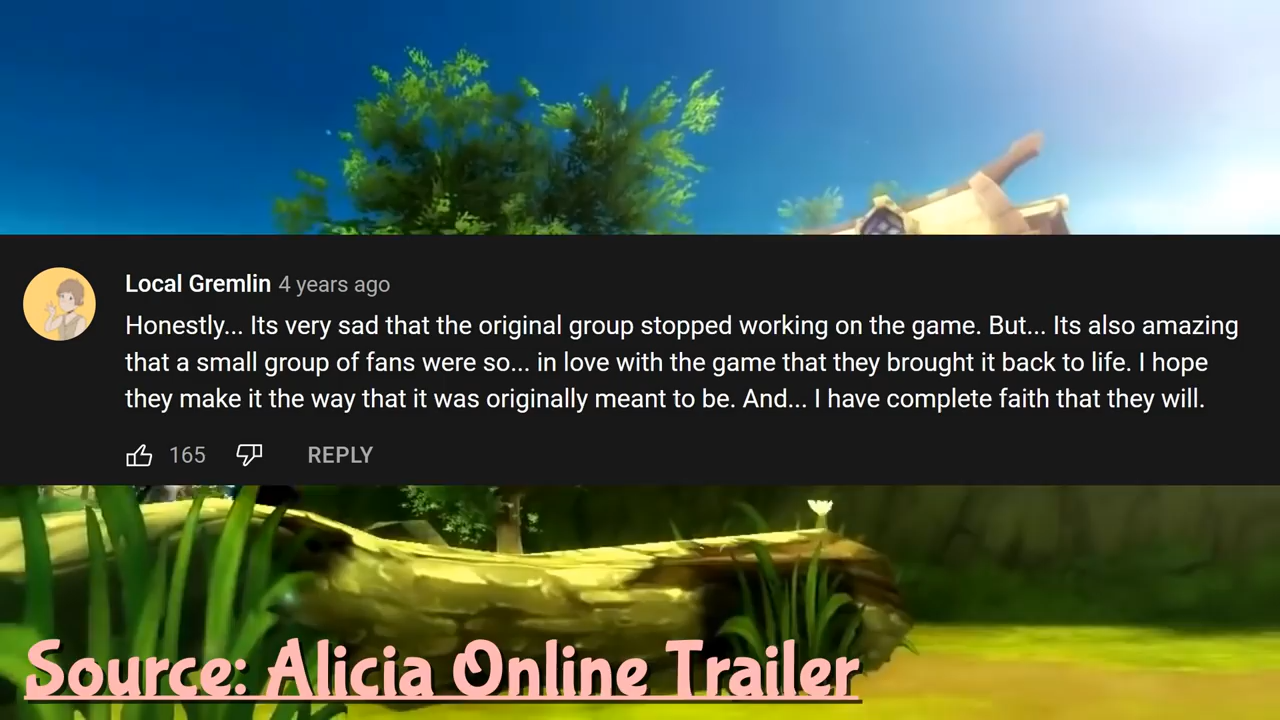 Local Gremlin 4 years ago
Honestly... Its very sad that the original group stopped working on the game. But... Its also amazing
that a small group of fans were so... in love with the game that they brought it back to life. I hope
they make it the way that it was originally meant to be. And... I have complete faith that they will.
165 REPLY
Source: Alicia Online Trailer